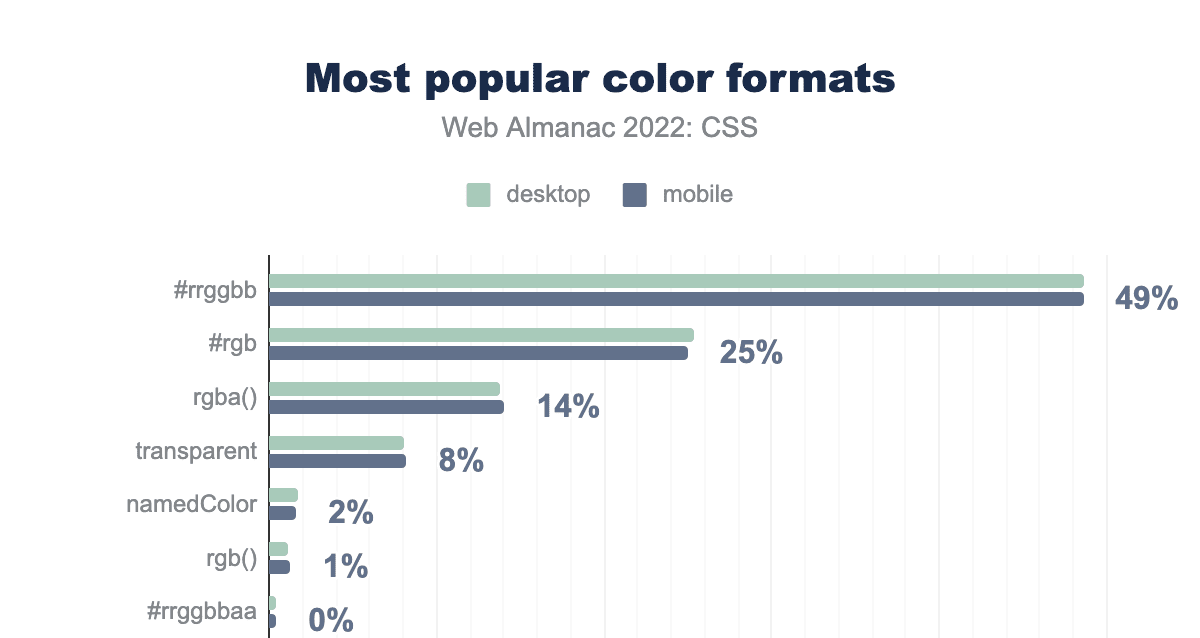 Most popular color formats
Web Almanac 2022: CSS
desktop mobile
#rrggbb 49%
#rgb 25%
rgba() 14%
transparent 8%
namedColor 2%
rgb() 1%
#rrggbbaa 0%